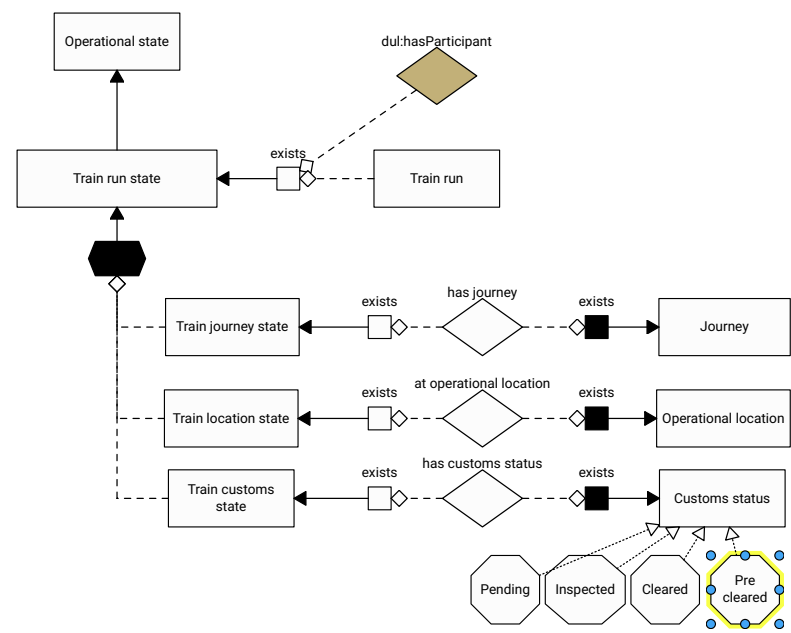 Operational state
dul:hasParticipant
exists
Train run state
Train run
has journey
exists
exists
Train journey state
Journey
at operational location
exists
exists
Train location state
Operational location
has customs status
exists
exists
Train customs
state
Customs status
Pending
Inspected
Cleared
Pre
cleared